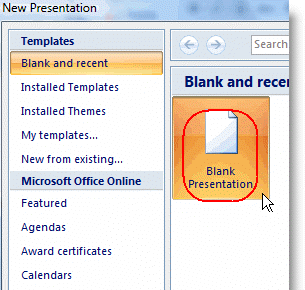 New Presentation
Templates
Blank and recent
Installed Templates
Installed Themes
My templates...
New from existing...
Microsoft Office Online
Featured
Agendas
Award certificates
Calendars
Search
Blank and recen
Blank
Presentation